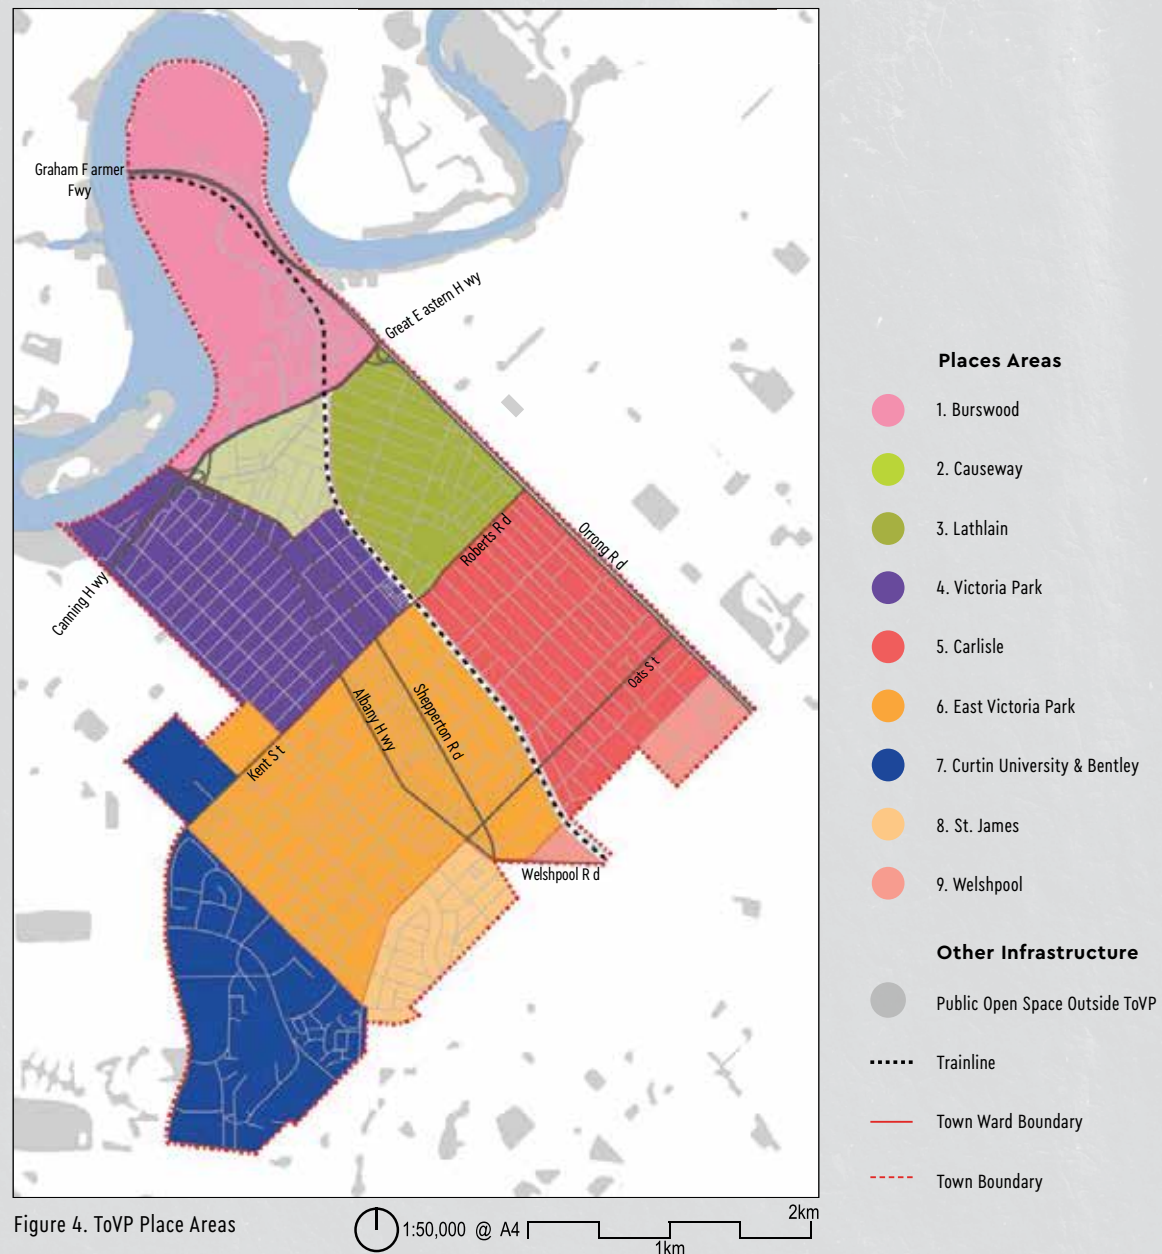 Graham F armer
Fwy
Great E astern H wy
Canning H wy
Roberts R d
Orrong R d
Oats S t
Albany H wy
Shepperton R d
Kent S t
Welshpool R d
Places Areas
1. Burswood
2. Causeway
3. Lathlain
4. Victoria Park
5. Carlisle
6. East Victoria Park
7. Curtin University & Bentley
8. St. James
9. Welshpool
Other Infrastructure
Public Open Space Outside ToVP
Trainline
Town Ward Boundary
Town Boundary
Figure 4. ToVP Place Areas
1:50,000 @ A4
1km
2km